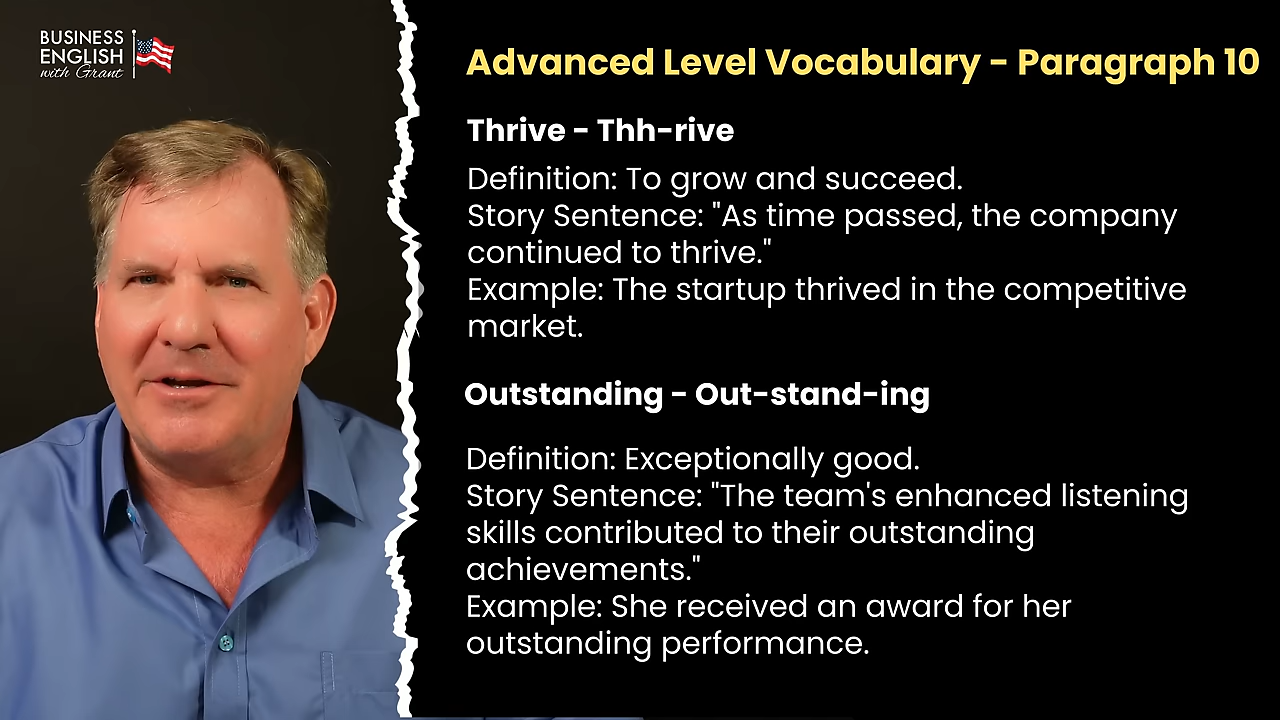 BUSINESS
ENGLISH
with Grant
Advanced Level Vocabulary - Paragraph 10
Thrive - Thh-rive
Definition: To grow and succeed.
Story Sentence: "As time passed, the company
continued to thrive."
Example: The startup thrived in the competitive
market.
Outstanding - Out-stand-ing
Definition: Exceptionally good.
Story Sentence: "The team's enhanced listening
skills contributed to their outstanding
achievements."
Example: She received an award for her
outstanding performance.